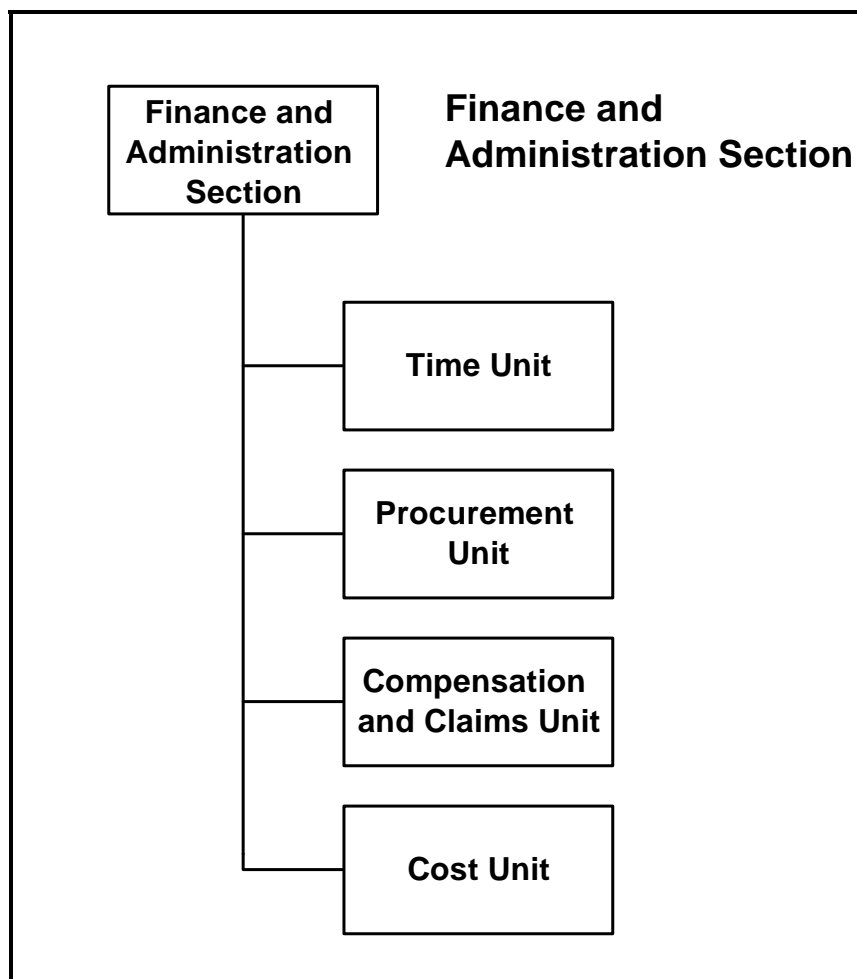 Finance and
Administration
Section
Finance and
Administration Section
Time Unit
Procurement
Unit
Compensation
and Claims Unit
Cost Unit